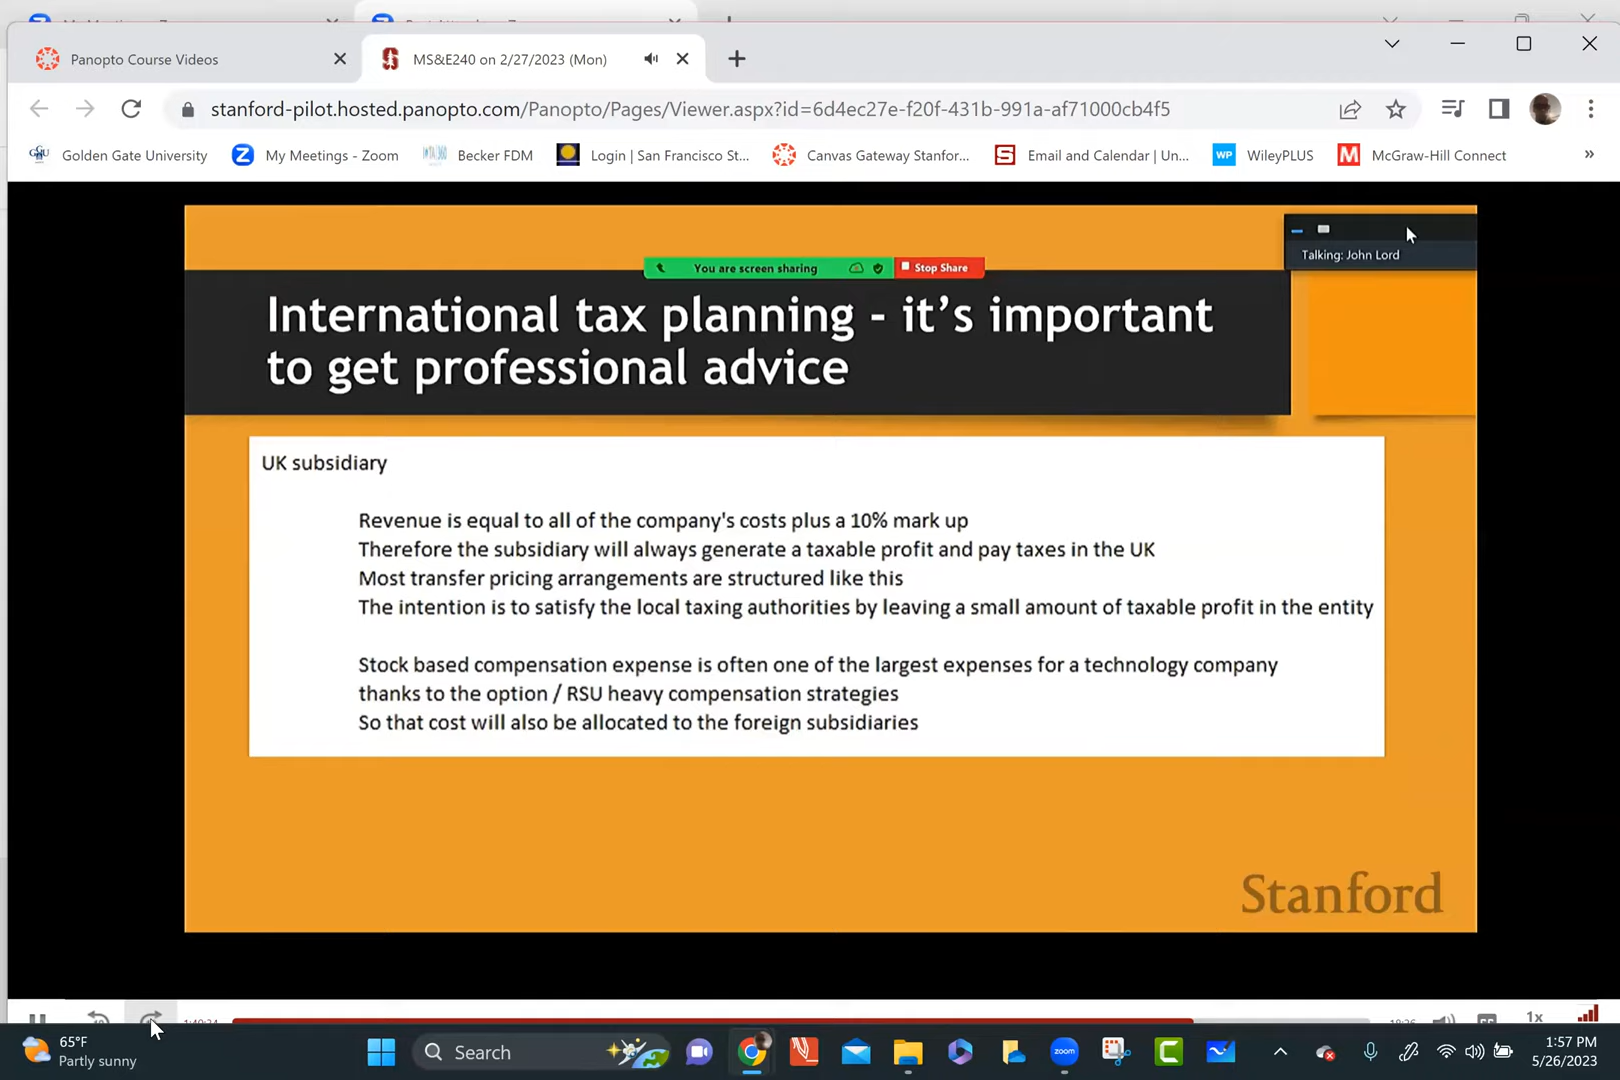 Panopto Course Videos
MS&E240 on 2/27/2023 (Mon)
stanford-pilot.hosted.panopto.com/Panopto/Pages/Viewer.aspx?id=6d4ec27e-f20f-431b-991a-af71000cb4f5
Golden Gate University
My Meetings - Zoom
Becker FDM
Login | San Francisco St...
Canvas Gateway Stanfor...
Email and Calendar | Un...
WP WileyPLUS
McGraw-Hill Connect
»
You are screen sharing
Stop Share
Talking: John Lord
International tax planning - it's important
to get professional advice
UK subsidiary
Revenue is equal to all of the company's costs plus a 10% mark up
Therefore the subsidiary will always generate a taxable profit and pay taxes in the UK
Most transfer pricing arrangements are structured like this
The intention is to satisfy the local taxing authorities by leaving a small amount of taxable profit in the entity
Stock based compensation expense is often one of the largest expenses for a technology company
thanks to the option / RSU heavy compensation strategies
So that cost will also be allocated to the foreign subsidiaries
Stanford
1x
65°F
Partly sunny
Search
zoom
1:57 PM
5/26/2023